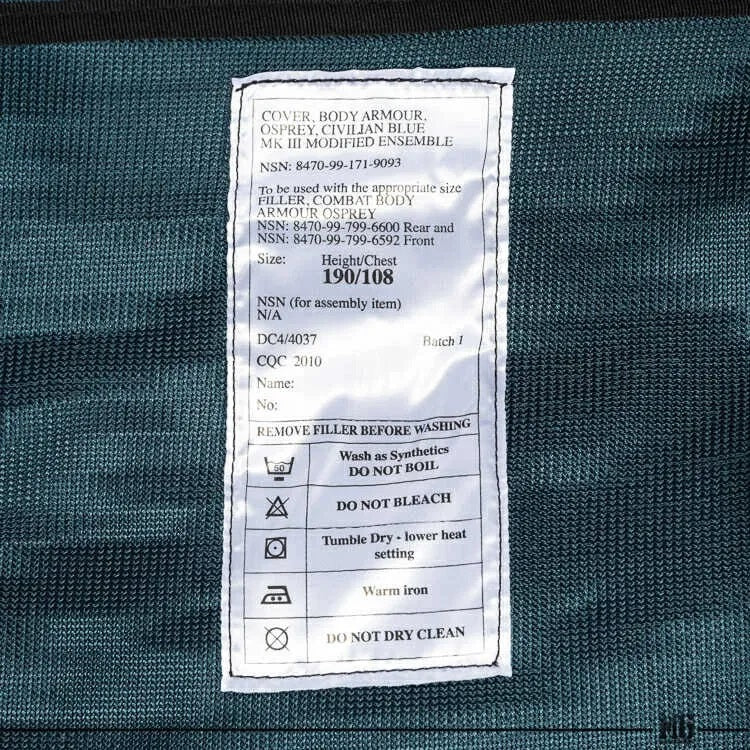 COVER, BODY ARMOUR,
OSPREY, CIVILIAN BLUE
MK III MODIFIED ENSEMBLE
NSN: 8470-99-171-9093
To be used with the appropriate size
FILLER, COMBAT BODY
ARMOUR OSPREY
NSN: 8470-99-799-6600 Rear and
NSN: 8470-99-799-6592 Front
Size: Height/Chest
190/108
NSN (for assembly item)
N/A
DC4/4037 Batch 1
CQC 2010
Name:
No:
REMOVE FILLER BEFORE WASHING
50 Wash as Synthetics
DO NOT BOIL
DO NOT BLEACH
Tumble Dry - lower heat
setting
Warm iron
DO NOT DRY CLEAN
MG